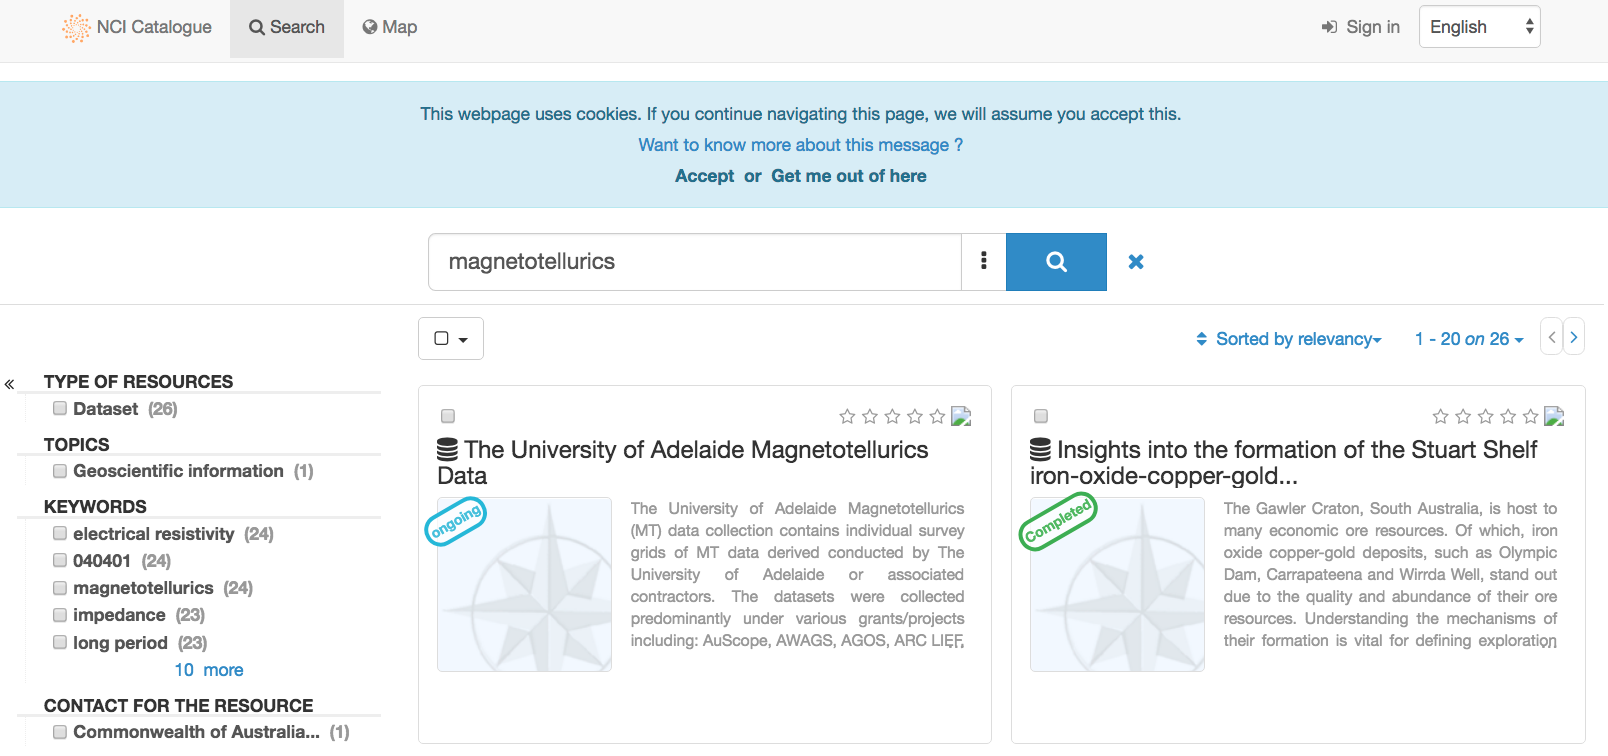 NCI Catalogue
Search
Map
Sign in
English
This webpage uses cookies. If you continue navigating this page, we will assume you accept this.
Want to know more about this message ?
Accept or Get me out of here
magnetotellurics
Sorted by relevancy
1 - 20 on 26
«
TYPE OF RESOURCES
Dataset (26)
TOPICS
Geoscientific information (1)
KEYWORDS
electrical resistivity (24)
040401 (24)
magnetotellurics (24)
impedance (23)
long period (23)
10 more
CONTACT FOR THE RESOURCE
Commonwealth of Australia... (1)
The University of Adelaide Magnetotellurics
Data
ongoing
The University of Adelaide Magnetotellurics
(MT) data collection contains individual survey
grids of MT data derived conducted by The
University of Adelaide or associated
contractors. The datasets were collected
predominantly under various grants/projects
including: AuScope, AWAGS, AGOS, ARC LIEF,
Insights into the formation of the Stuart Shelf
iron-oxide-copper-gold...
Completed
The Gawler Craton, South Australia, is host to
many economic ore resources. Of which, iron
oxide copper-gold deposits, such as Olympic
Dam, Carrapateena and Wirrda Well, stand out
due to the quality and abundance of their ore
resources. Understanding the mechanisms of
their formation is vital for defining exploration